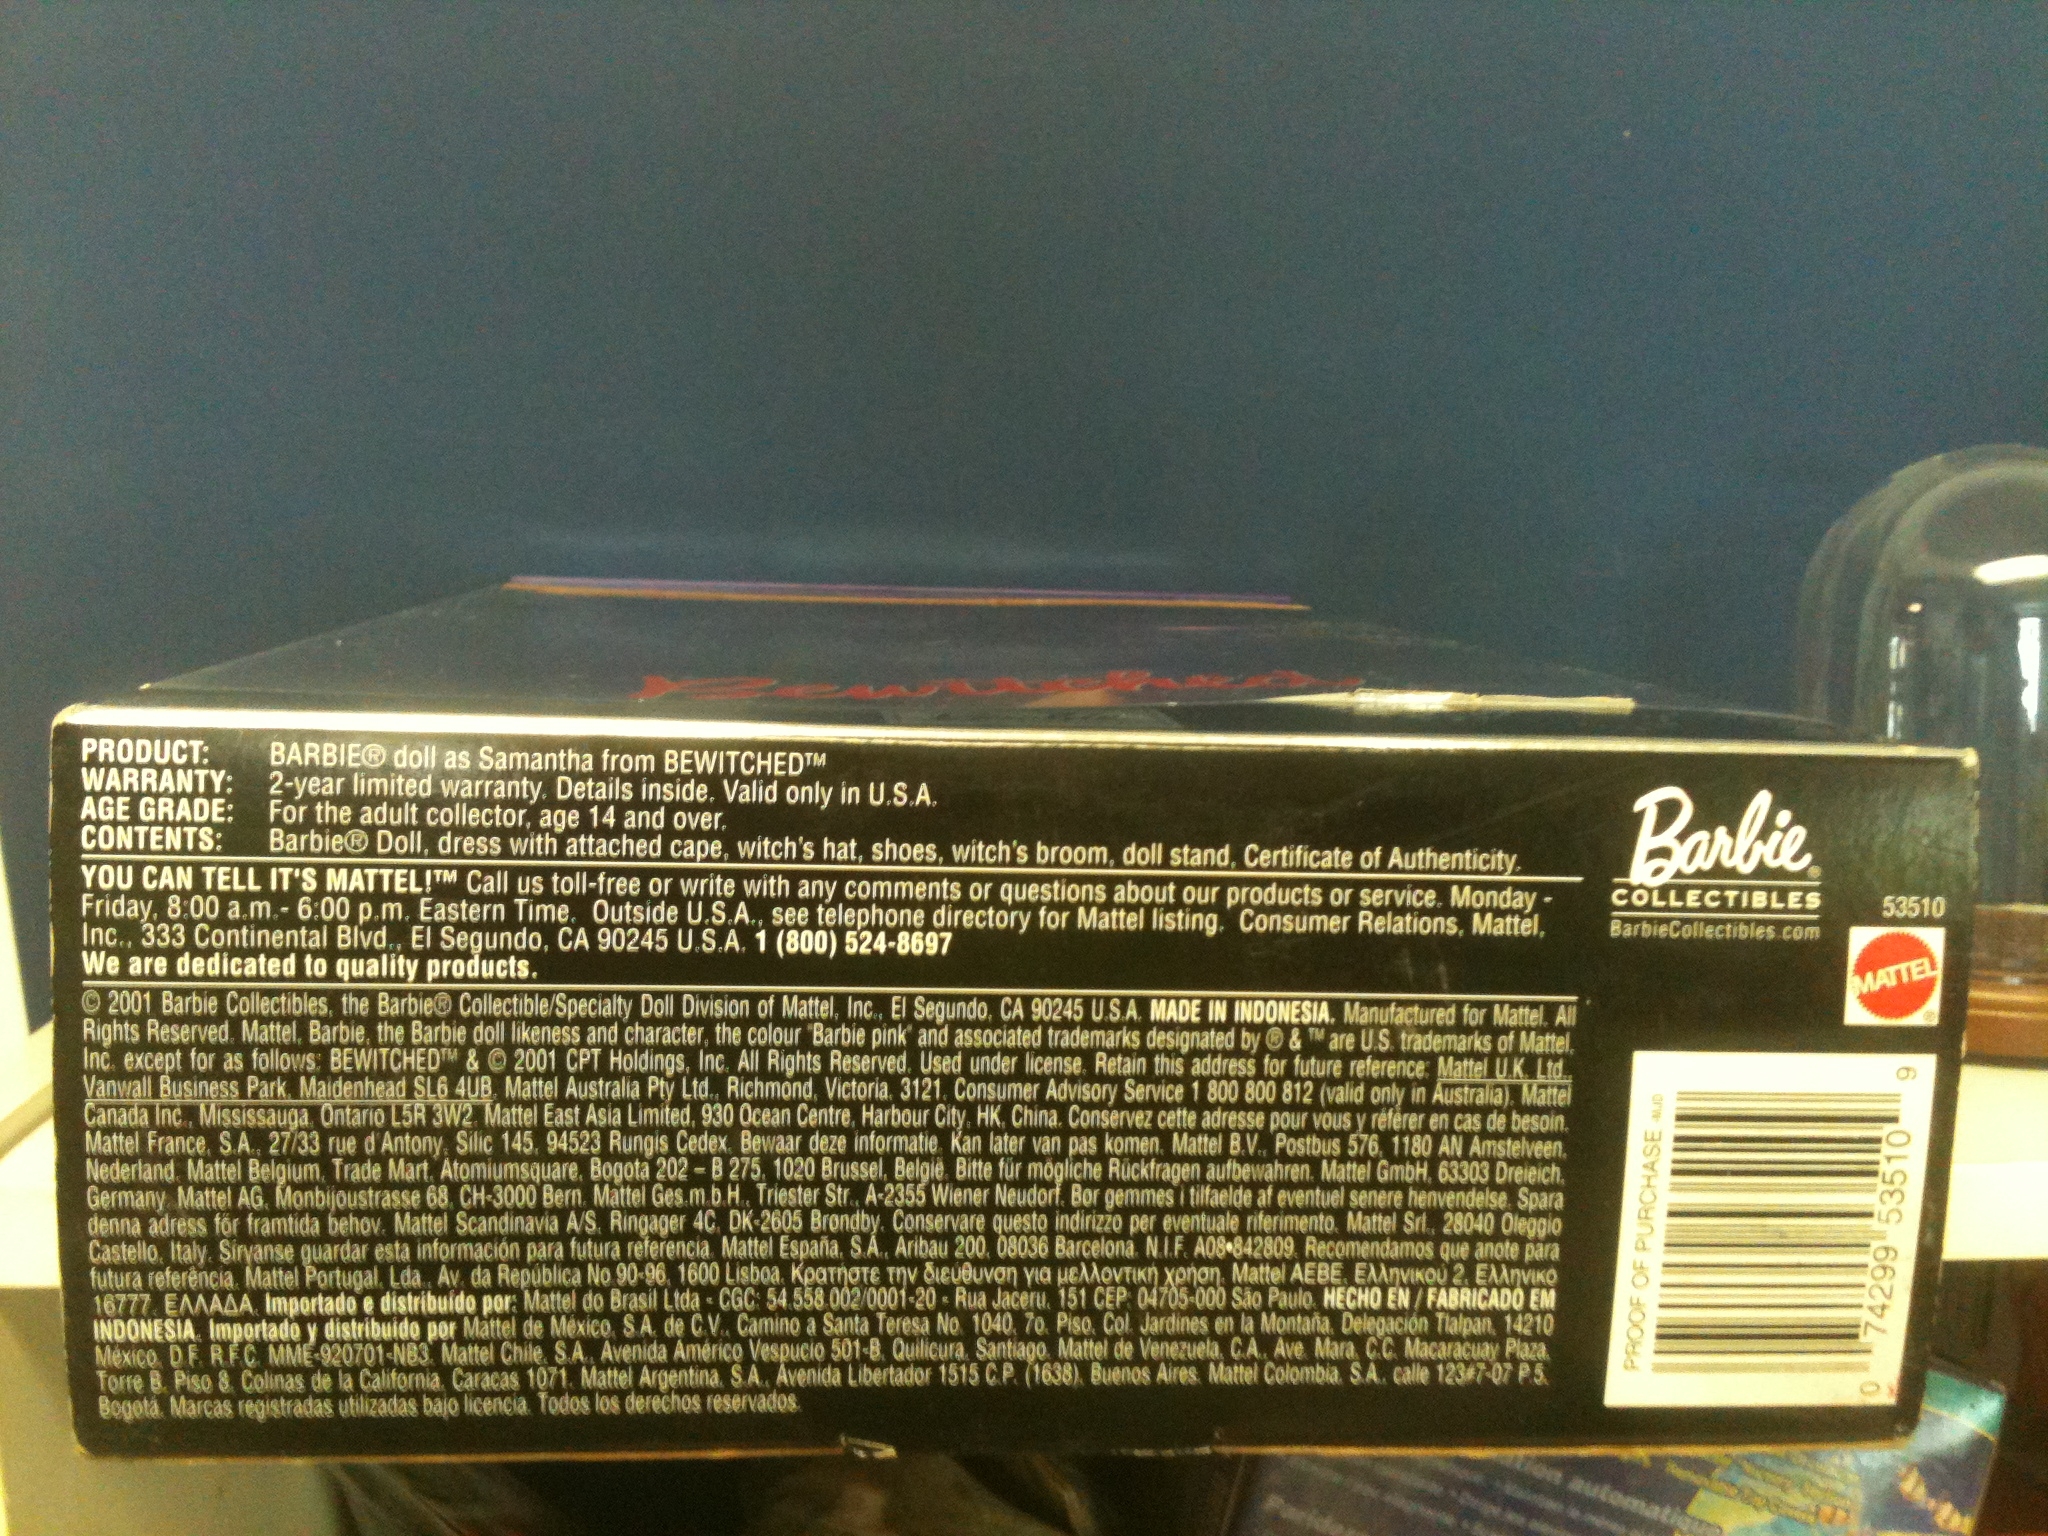 Bewitched
PRODUCT: BARBIE® doll as Samantha from BEWITCHED™
WARRANTY: 2-year limited warranty. Details inside. Valid only in U.S.A.
AGE GRADE: For the adult collector, age 14 and over.
CONTENTS: Barbie® Doll, dress with attached cape, witch's hat, shoes, witch's broom, doll stand, Certificate of Authenticity.
YOU CAN TELL IT'S MATTEL!™ Call us toll-free or write with any comments or questions about our products or service. Monday -
Friday, 8:00 a.m.- 6:00 p.m. Eastern Time. Outside U.S.A., see telephone directory for Mattel listing. Consumer Relations, Mattel,
Inc., 333 Continental Blvd., El Segundo, CA 90245 U.S.A. 1 (800) 524-8697
We are dedicated to quality products.
© 2001 Barbie Collectibles, the Barbie® Collectible/Specialty Doll Division of Mattel, Inc., El Segundo, CA 90245 U.S.A. MADE IN INDONESIA. Manufactured for Mattel. All
Rights Reserved. Mattel, Barbie, the Barbie doll likeness and character, the colour "Barbie pink" and associated trademarks designated by ® & ™ are U.S. trademarks of Mattel,
Inc. except for as follows: BEWITCHED™ & © 2001 CPT Holdings, Inc. All Rights Reserved. Used under license. Retain this address for future reference: Mattel U.K. Ltd.,
Vanwall Business Park, Maidenhead SL6 4UB. Mattel Australia Pty Ltd., Richmond, Victoria. 3121. Consumer Advisory Service 1 800 800 812 (valid only in Australia). Mattel
Canada Inc., Mississauga, Ontario L5R 3W2. Mattel East Asia Limited, 930 Ocean Centre, Harbour City, HK, China. Conservez cette adresse pour vous y référer en cas de besoin.
Mattel France, S.A., 27/33 rue d'Antony, Silic 145, 94523 Rungis Cedex. Bewaar deze informatie. Kan later van pas komen. Mattel B.V., Postbus 576, 1180 AN Amstelveen,
Nederland. Mattel Belgium, Trade Mart, Atomiumsquare, Bogota 202 – B 275, 1020 Brussel, België. Bitte für mögliche Rückfragen aufbewahren. Mattel GmbH, 63303 Dreieich,
Germany. Mattel AG, Monbijoustrasse 68, CH-3000 Bern. Mattel Ges.m.b.H., Triester Str., A-2355 Wiener Neudorf. Bor gemmes i tilfaelde af eventuel senere henvendelse. Spara
denna adress för framtida behov. Mattel Scandinavia A/S, Ringager 4C, DK-2605 Brondby. Conservare questo indirizzo per eventuale riferimento. Mattel Srl., 28040 Oleggio
Castello, Italy. Sírvanse guardar esta información para futura referencia. Mattel España, S.A., Aribau 200, 08036 Barcelona. N.I.F. A08•842809. Recomendamos que anote para
futura referência. Mattel Portugal, Lda., Av. da República No 90-96, 1600 Lisboa. Κρατήστε την διεύθυνση για μελλοντική χρήση. Mattel AEBE, Ελληνικού 2, Ελληνικό
16777, ΕΛΛΑΔΑ. Importado e distribuido por: Mattel do Brasil Ltda - CGC: 54.558.002/0001-20 - Rua Jaceru, 151 CEP: 04705-000 São Paulo. HECHO EN / FABRICADO EM
INDONESIA. Importado y distribuido por Mattel de México, S.A. de C.V., Camino a Santa Teresa No. 1040, 7o. Piso, Col. Jardines en la Montaña, Delegación Tlalpan, 14210
México, D.F. R.F.C. MME-920701-NB3. Mattel Chile, S.A., Avenida Américo Vespucio 501-B, Quilicura, Santiago. Mattel de Venezuela, C.A., Ave. Mara, C.C. Macaracuay Plaza,
Torre B, Piso 8, Colinas de la California, Caracas 1071. Mattel Argentina, S.A., Avenida Libertador 1515 C.P. (1638), Buenos Aires. Mattel Colombia, S.A., calle 123#7-07 P.5,
Bogotá. Marcas registradas utilizadas bajo licencia. Todos los derechos reservados.
Barbie®
COLLECTIBLES
BarbieCollectibles.com
53510
MATTEL®
PROOF OF PURCHASE
0 74299 53510 9
automatique